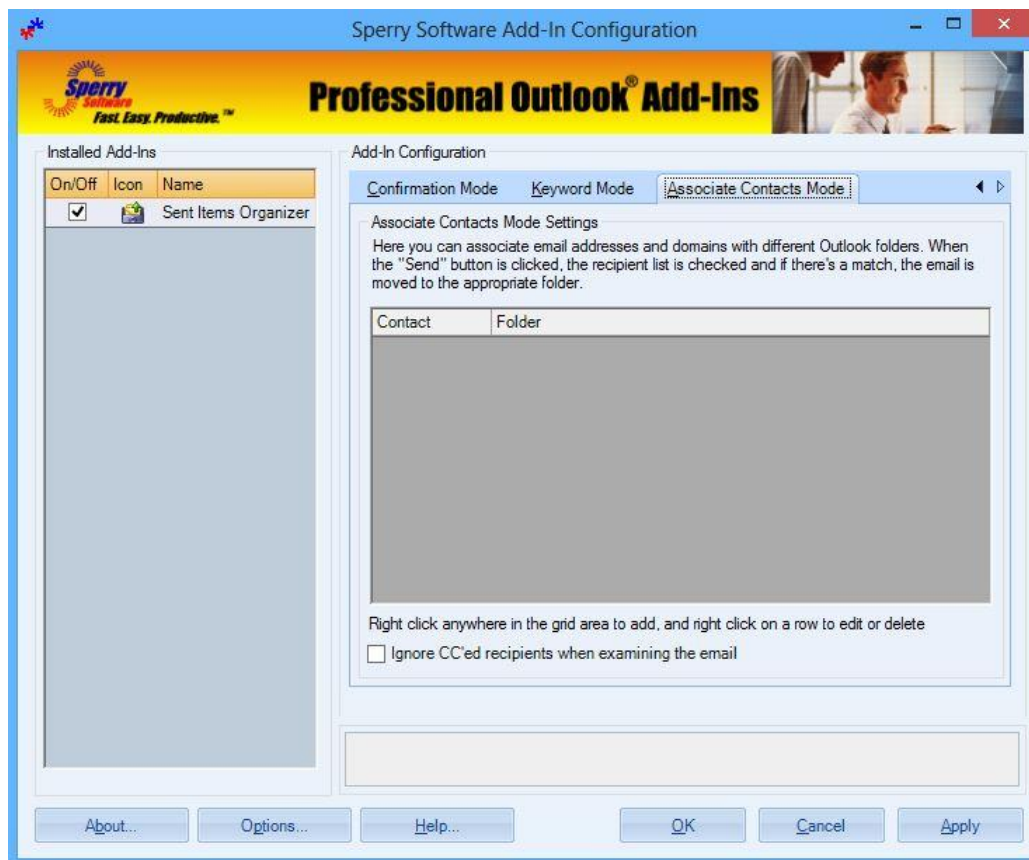 Sperry Software Add-In Configuration
Sperry
Software
Fast. Easy. Productive.™
Professional Outlook® Add-Ins
Installed Add-Ins
On/Off Icon Name
Sent Items Organizer
Add-In Configuration
Confirmation Mode Keyword Mode Associate Contacts Mode
Associate Contacts Mode Settings
Here you can associate email addresses and domains with different Outlook folders. When
the "Send" button is clicked, the recipient list is checked and if there's a match, the email is
moved to the appropriate folder.
Contact Folder
Right click anywhere in the grid area to add, and right click on a row to edit or delete
Ignore CC'ed recipients when examining the email
About... Options... Help... OK Cancel Apply